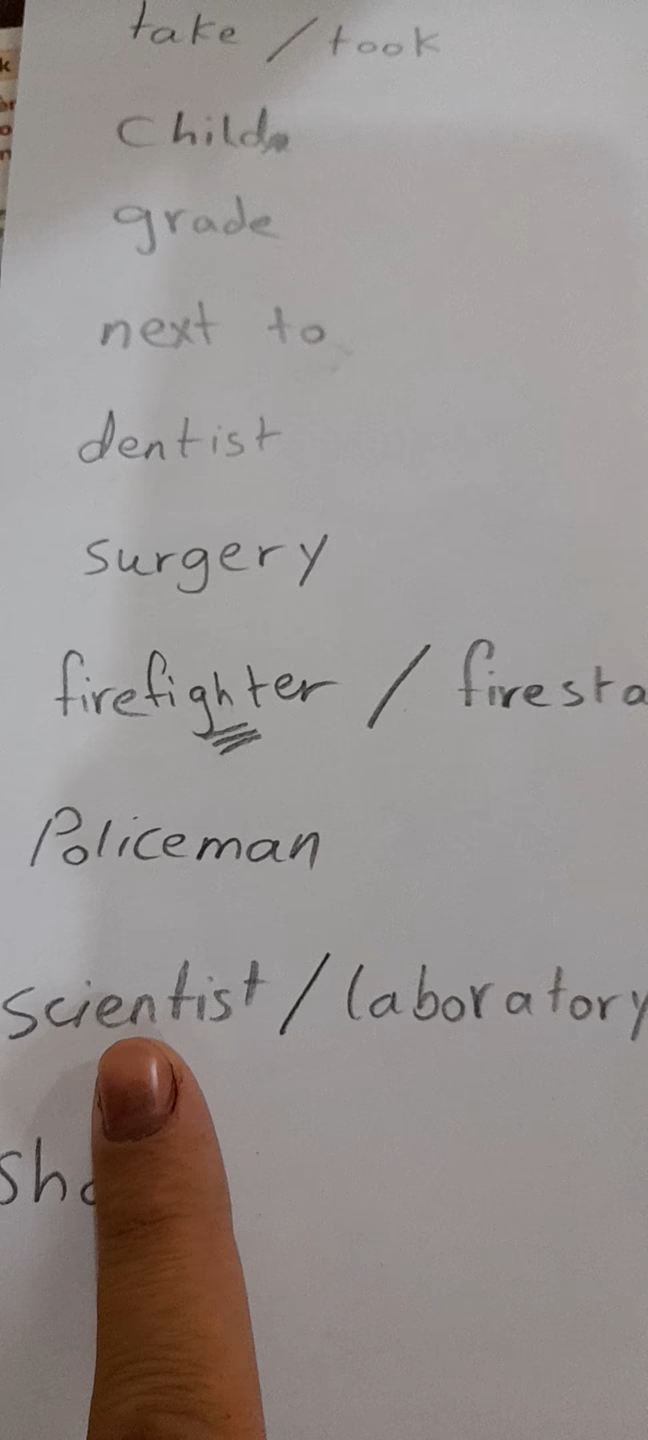 take / took
Child
grade
next to
dentist
surgery
firefighter / firesta
Policeman
scientist / laboratory